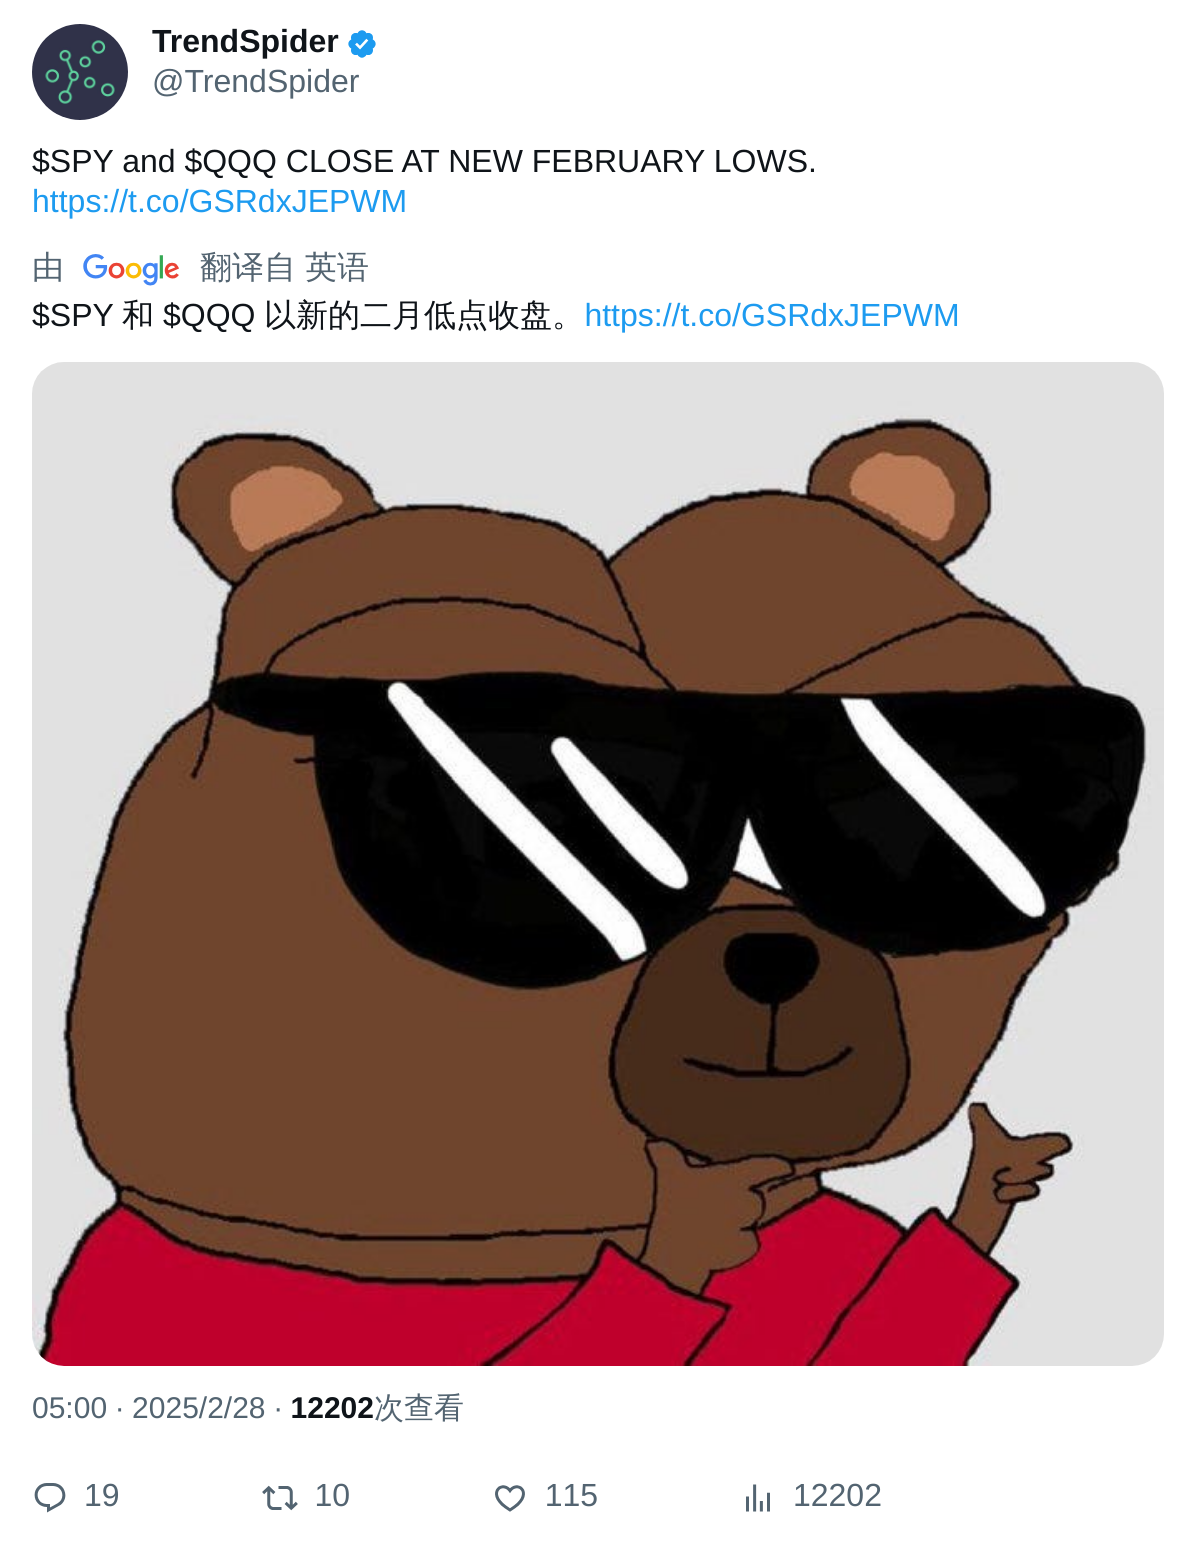 TrendSpider
@TrendSpider
$SPY and $QQQ CLOSE AT NEW FEBRUARY LOWS.
https://t.co/GSRdxJEPWM
由 Google 翻译自 英语
$SPY 和 $QQQ 以新的二月低点收盘。https://t.co/GSRdxJEPWM
05:00 · 2025/2/28 · 12202次查看
19 10 115 12202